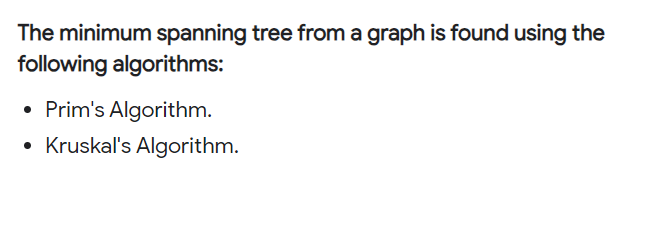 The minimum spanning tree from a graph is found using the
following algorithms:
• Prim's Algorithm.
• Kruskal's Algorithm.